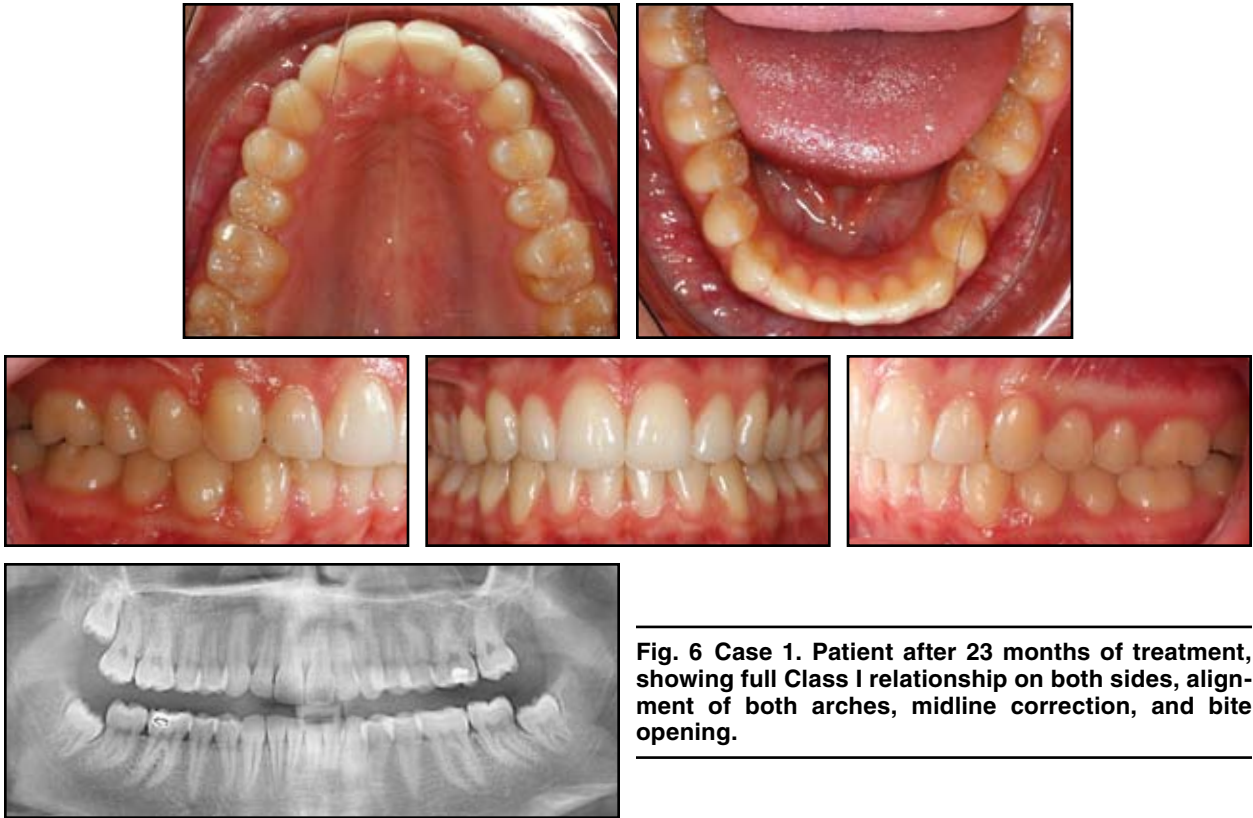 Fig. 6 Case 1. Patient after 23 months of treatment,
showing full Class I relationship on both sides, align-
ment of both arches, midline correction, and bite
opening.